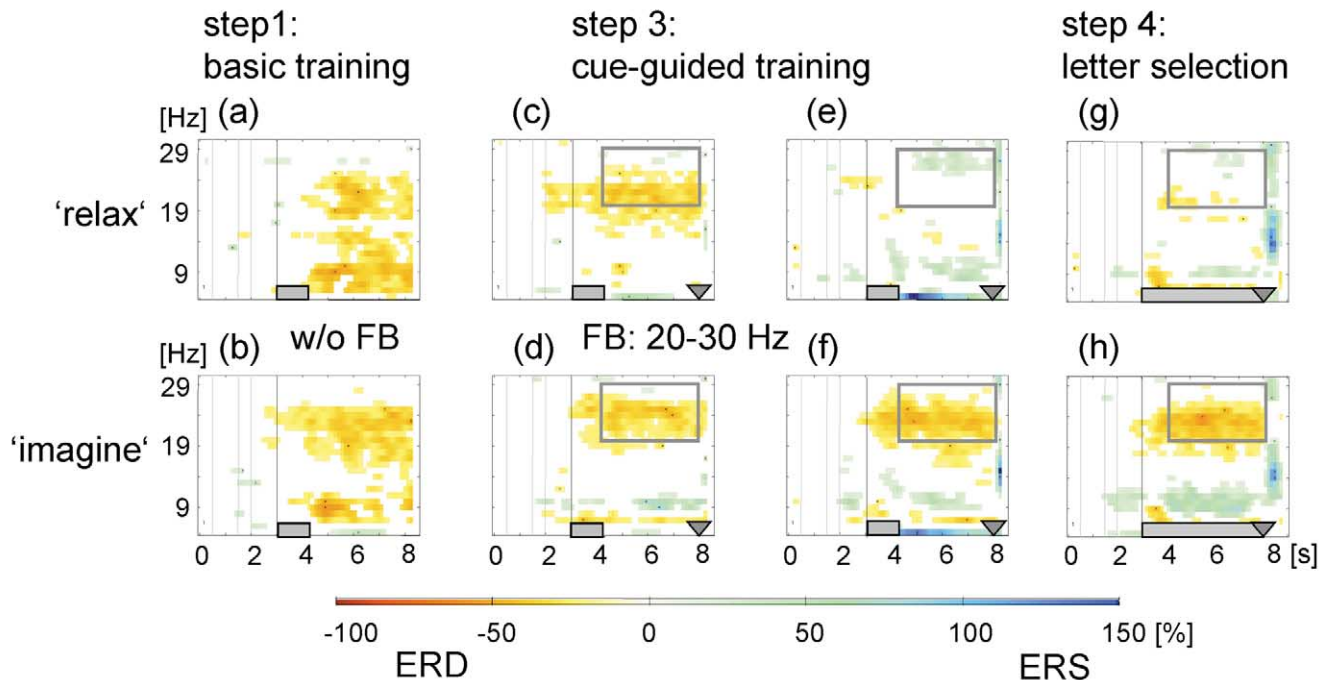 step1:
basic training
step 3:
cue-guided training
step 4:
letter selection
[Hz] (a) (c) (e) (g)
29
19
9
'relax'
w/o FB FB: 20-30 Hz
[Hz] (b) (d) (f) (h)
29
19
9
'imagine'
0 2 4 6 8 0 2 4 6 8 0 2 4 6 8 0 2 4 6 8 [s]
-100 -50 0 50 100 150 [%]
ERD ERS